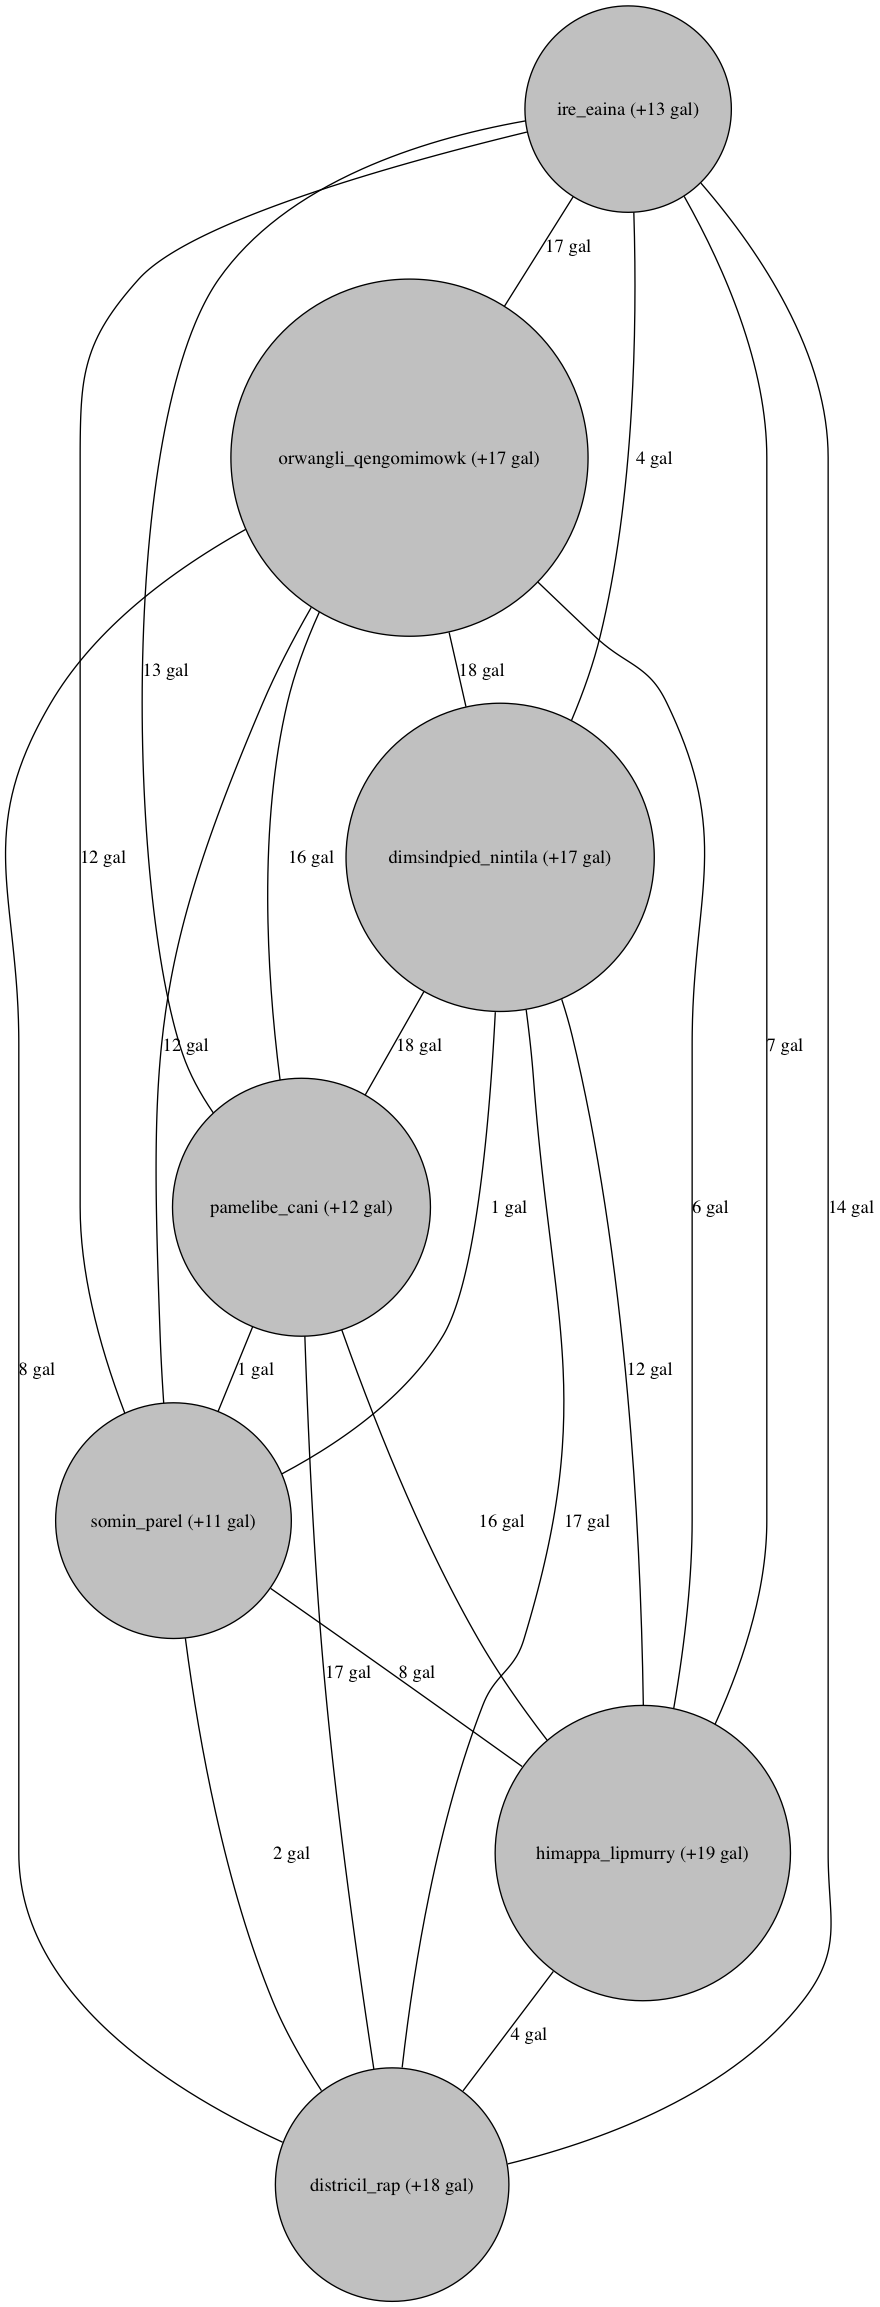 ire_eaina (+13 gal)
17 gal
orwangli_qengomimowk (+17 gal)
4 gal
13 gal
18 gal
12 gal
16 gal
dimsindpied_nintila (+17 gal)
12 gal
18 gal
7 gal
pamelibe_cani (+12 gal)
1 gal
6 gal
14 gal
8 gal
1 gal
12 gal
somin_parel (+11 gal)
16 gal
17 gal
17 gal
8 gal
2 gal
himappa_lipmurry (+19 gal)
4 gal
districil_rap (+18 gal)